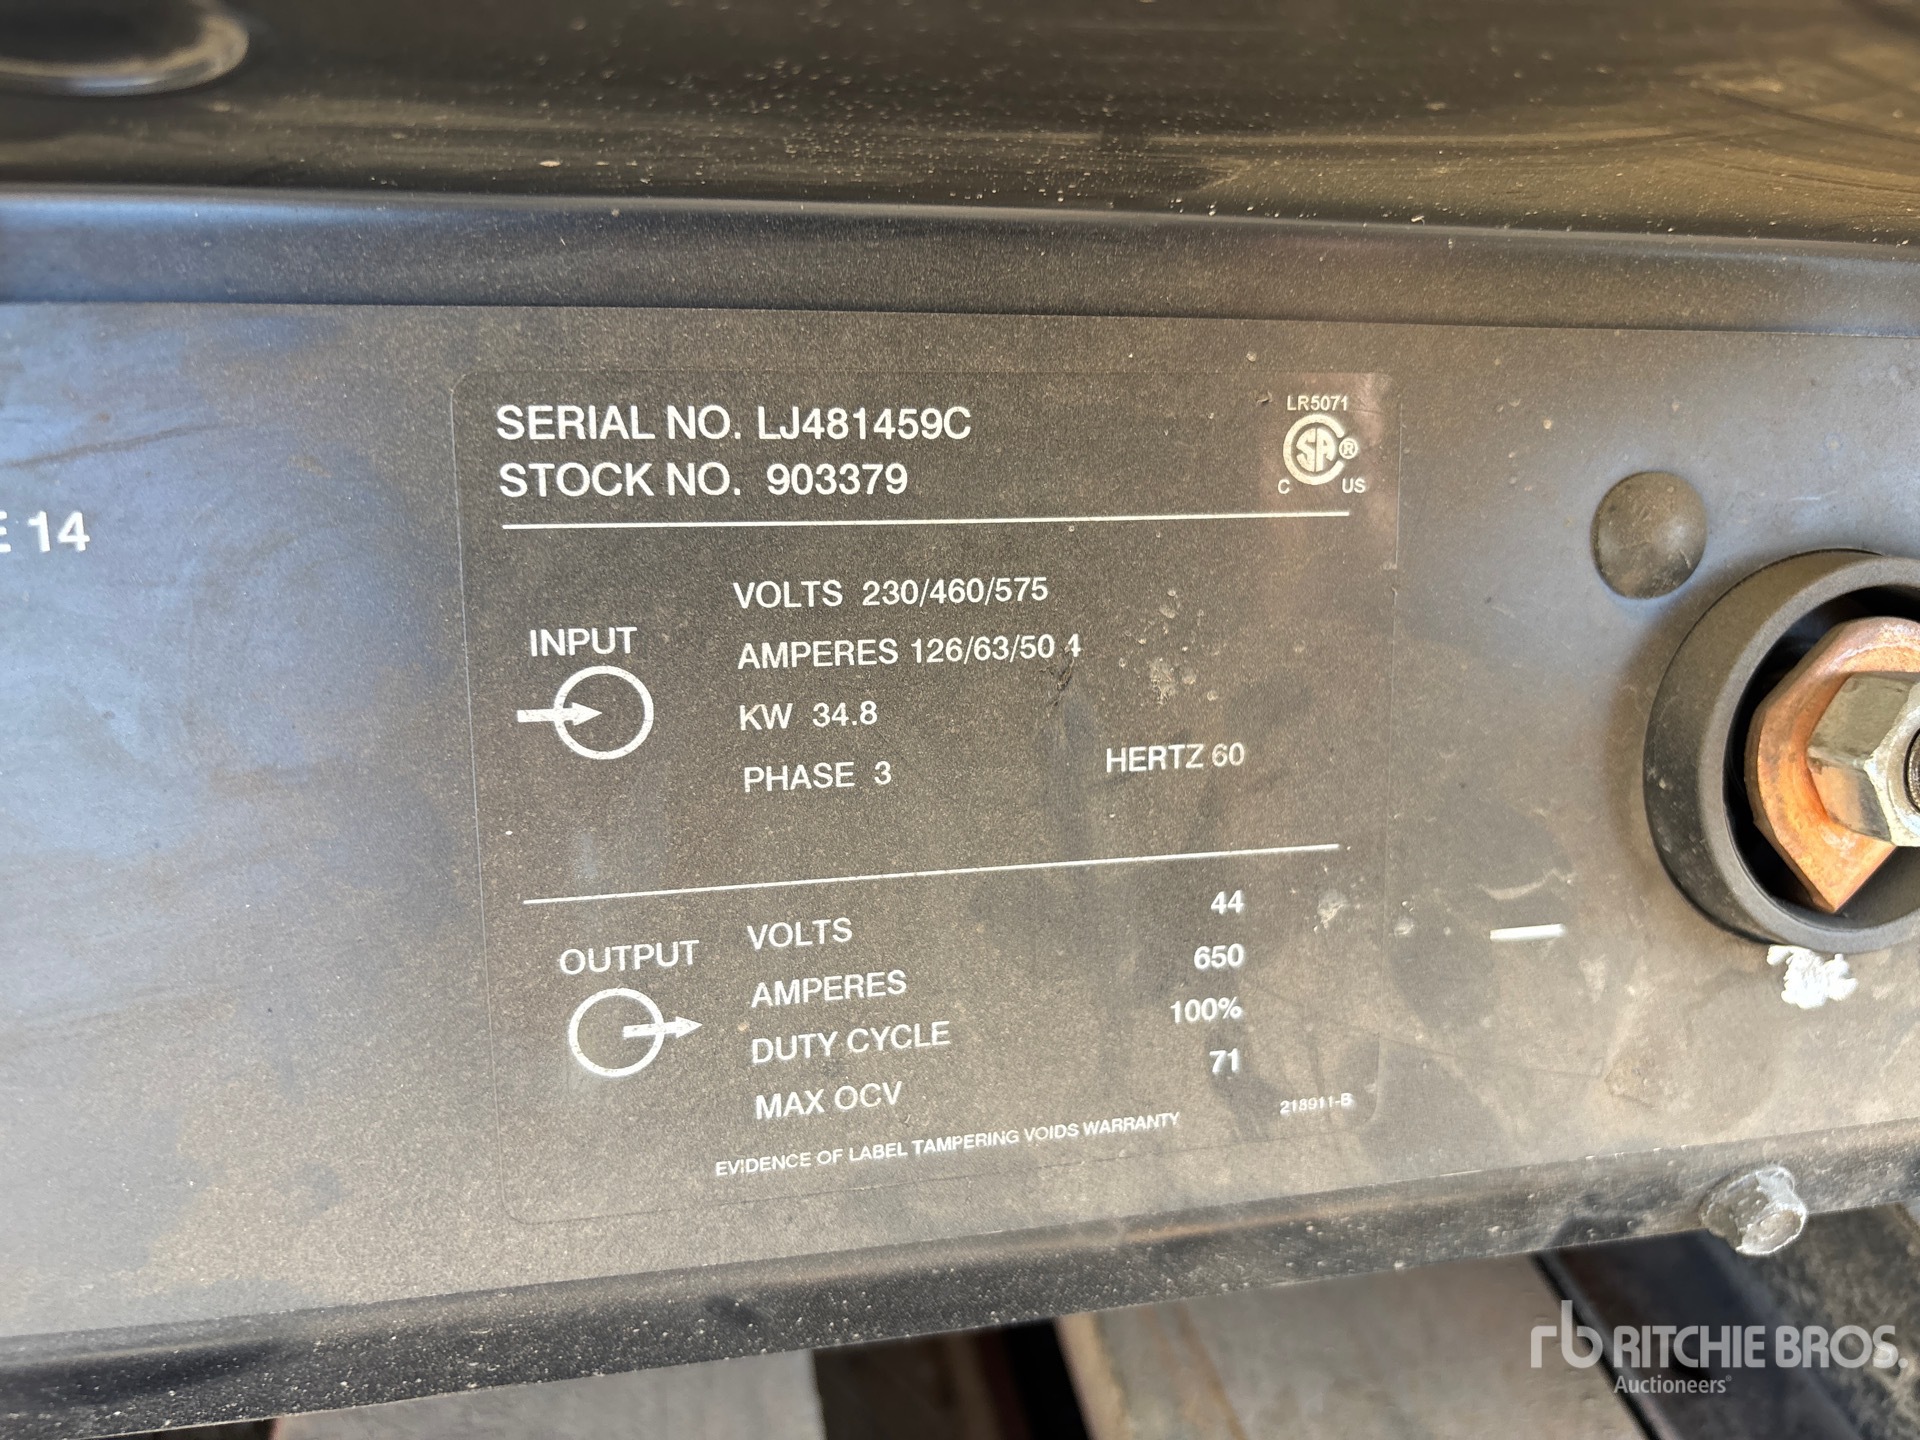 E 14
SERIAL NO. LJ481459C
STOCK NO. 903379
LR5071
CSA®
C US
INPUT
VOLTS 230/460/575
AMPERES 126/63/50 4
KW 34.8
PHASE 3 HERTZ 60
OUTPUT
VOLTS 44
AMPERES 650
DUTY CYCLE 100%
MAX OCV 71
218911-B
EVIDENCE OF LABEL TAMPERING VOIDS WARRANTY
rb RITCHIE BROS.
Auctioneers®